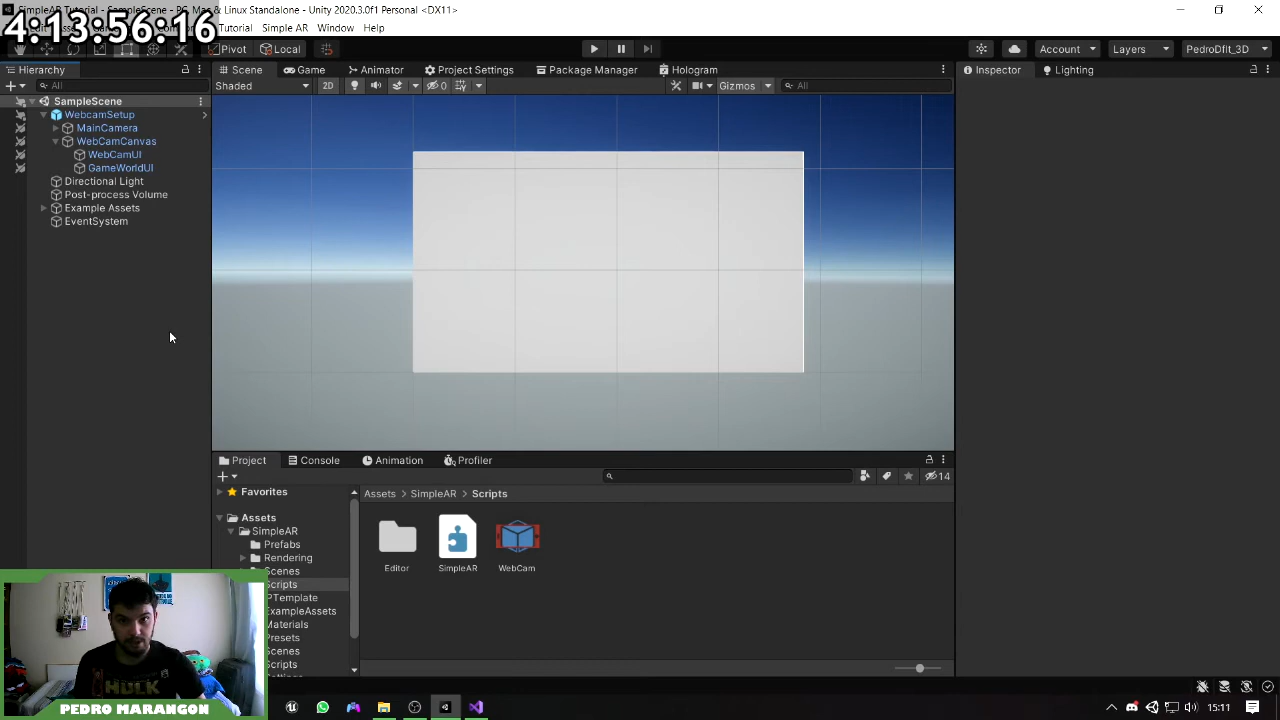 SimpleAR Tutorial - SampleScene - PC, Mac & Linux Standalone - Unity 2020.3.0f1 Personal <DX11>
4:13:56:16
Tutorial Simple AR Window Help
Pivot Local
Account Layers PedroDfit_3D
Hierarchy Scene Game Animator Project Settings Package Manager Hologram Inspector Lighting
All Shaded 2D 0 Gizmos All
SampleScene
WebcamSetup
MainCamera
WebCamCanvas
WebCamUI
GameWorldUI
Directional Light
Post-process Volume
Example Assets
EventSystem
Project Console Animation Profiler
14
Favorites
Assets > SimpleAR > Scripts
Assets
SimpleAR
Prefabs
Rendering
Scenes
Scripts
PTemplate
ExampleAssets
Materials
Presets
Scenes
Scripts
Editor SimpleAR WebCam
HULK
PEDRO MARANGON
15:11